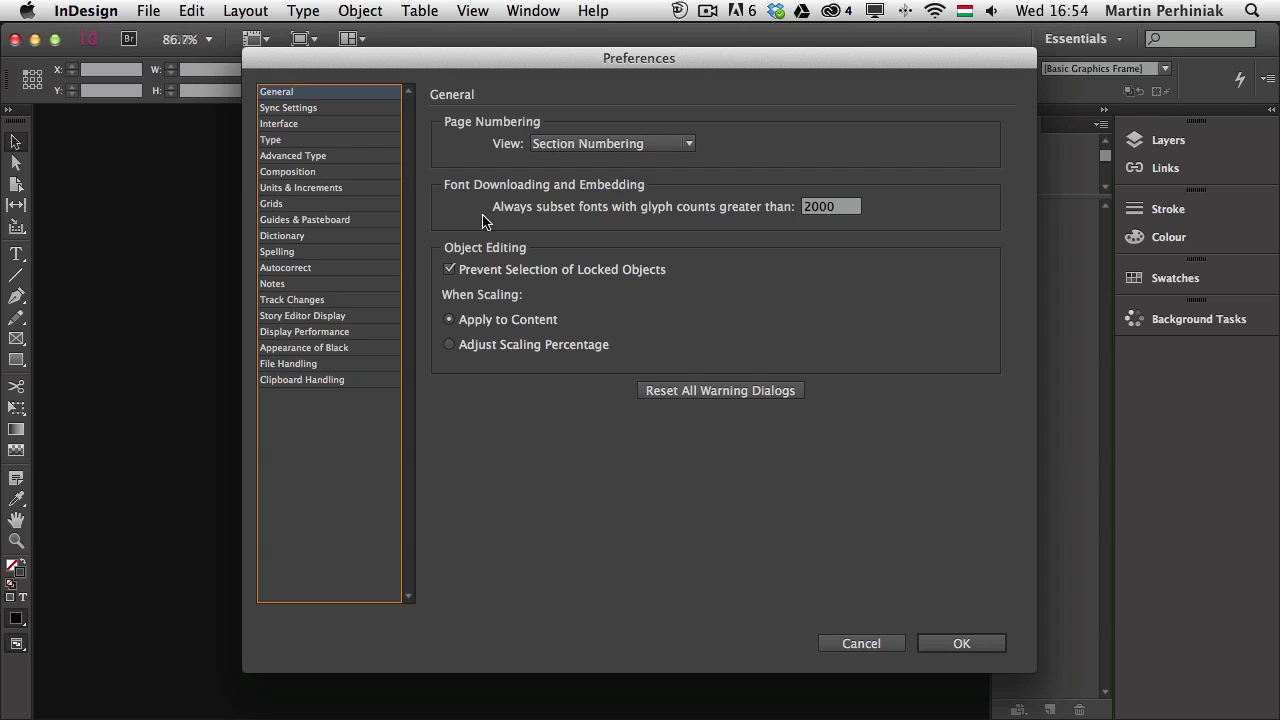 InDesign File Edit Layout Type Object Table View Window Help 6 4 Wed 16:54 Martin Perhiniak
Id Br 86.7% Essentials
X: W: [Basic Graphics Frame]
Y: H:
Preferences
General
Sync Settings
Interface
Type
Advanced Type
Composition
Units & Increments
Grids
Guides & Pasteboard
Dictionary
Spelling
Autocorrect
Notes
Track Changes
Story Editor Display
Display Performance
Appearance of Black
File Handling
Clipboard Handling
General
Page Numbering
View: Section Numbering
Font Downloading and Embedding
Always subset fonts with glyph counts greater than: 2000
Object Editing
Prevent Selection of Locked Objects
When Scaling:
Apply to Content
Adjust Scaling Percentage
Reset All Warning Dialogs
Cancel OK
Layers
Links
Stroke
Colour
Swatches
Background Tasks